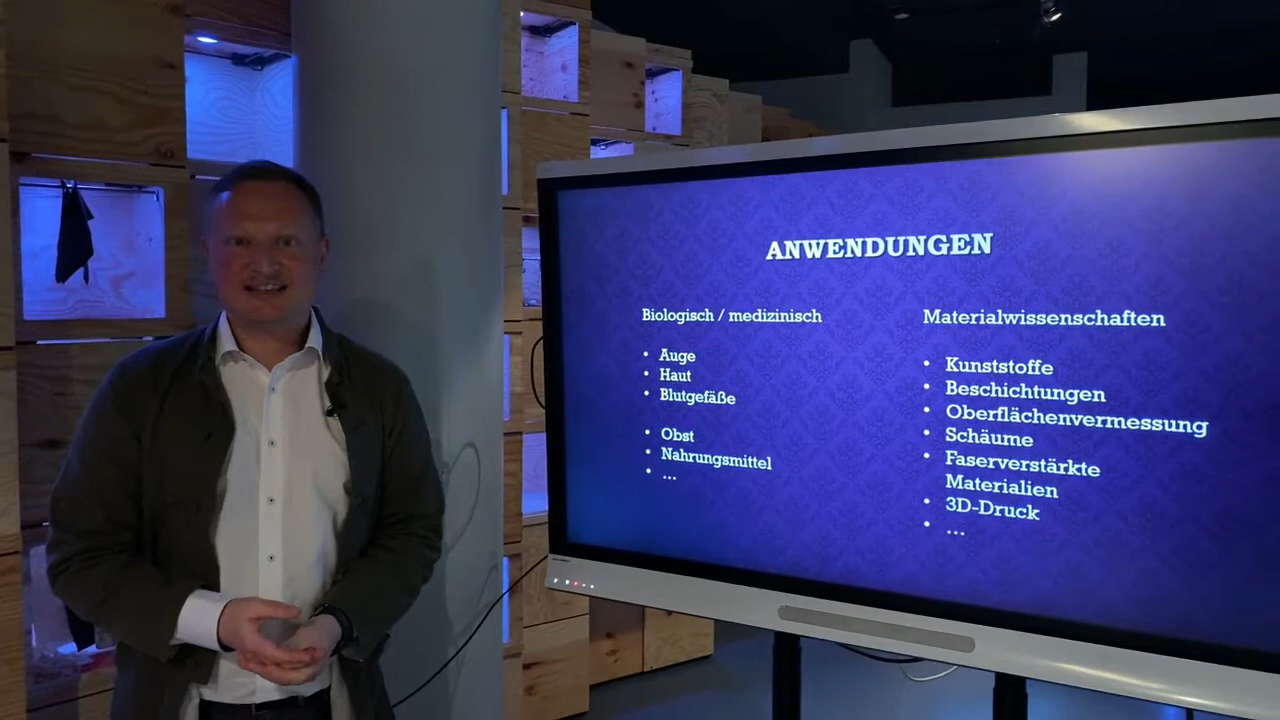 ANWENDUNGEN
Biologisch / medizinisch
• Auge
• Haut
• Blutgefäße
• Obst
• Nahrungsmittel
• ...
Materialwissenschaften
• Kunststoffe
• Beschichtungen
• Oberflächenvermessung
• Schäume
• Faserverstärkte
Materialien
• 3D-Druck
• ...